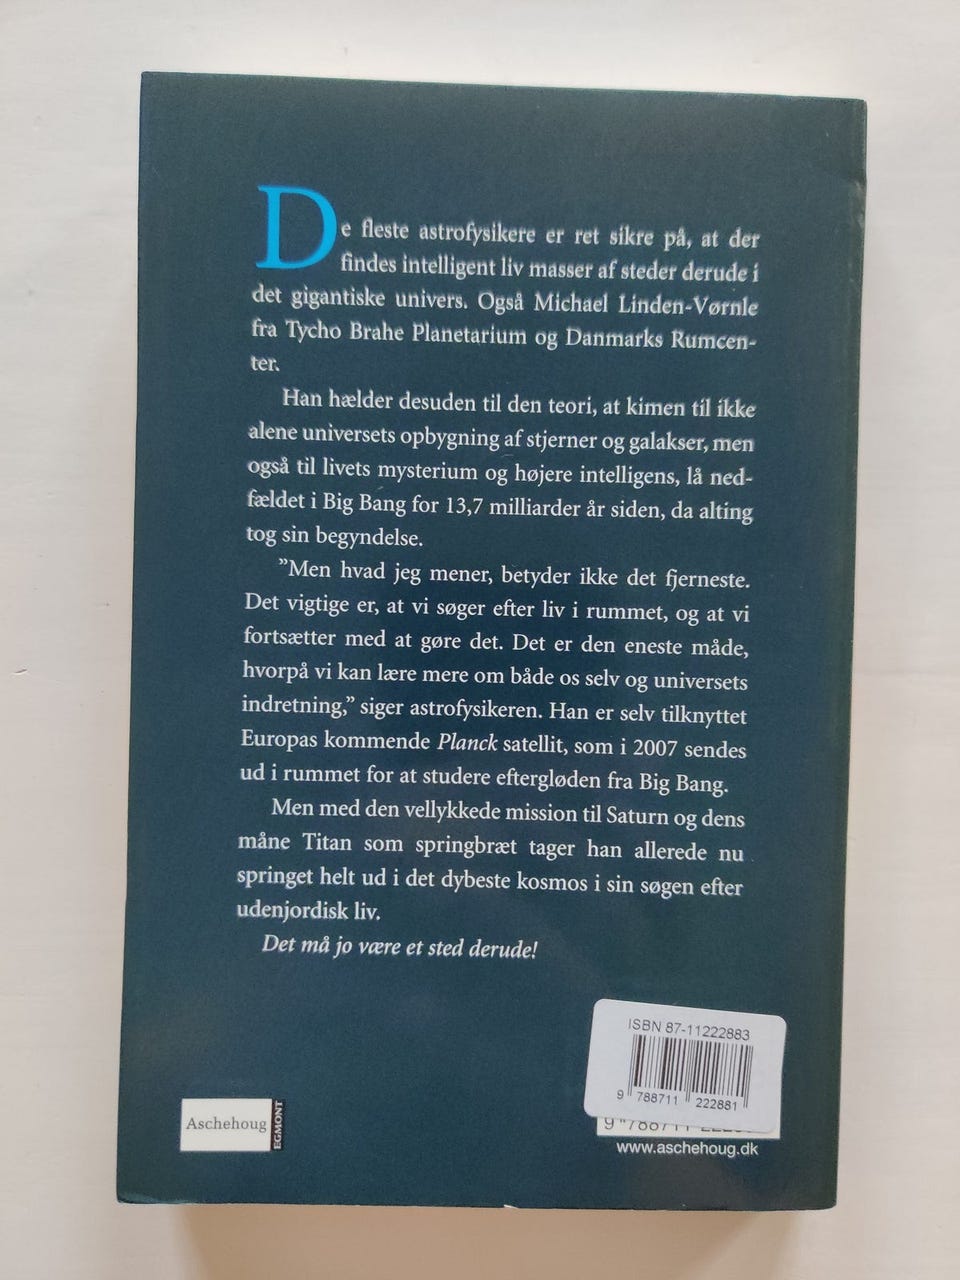 De fleste astrofysikere er ret sikre på, at der
findes intelligent liv masser af steder derude i
det gigantiske univers. Også Michael Linden-Vørnle
fra Tycho Brahe Planetarium og Danmarks Rumcen-
ter.
Han hælder desuden til den teori, at kimen til ikke
alene universets opbygning af stjerner og galakser, men
også til livets mysterium og højere intelligens, lå ned-
fældet i Big Bang for 13,7 milliarder år siden, da alting
tog sin begyndelse.
”Men hvad jeg mener, betyder ikke det fjerneste.
Det vigtige er, at vi søger efter liv i rummet, og at vi
fortsætter med at gøre det. Det er den eneste måde,
hvorpå vi kan lære mere om både os selv og universets
indretning,” siger astrofysikeren. Han er selv tilknyttet
Europas kommende Planck satellit, som i 2007 sendes
ud i rummet for at studere eftergløden fra Big Bang.
Men med den vellykkede mission til Saturn og dens
måne Titan som springbræt tager han allerede nu
springet helt ud i det dybeste kosmos i sin søgen efter
udenjordisk liv.
Det må jo være et sted derude!
ISBN 87-11222883
9 788711 222881
Aschehoug
EGMONT
www.aschehoug.dk